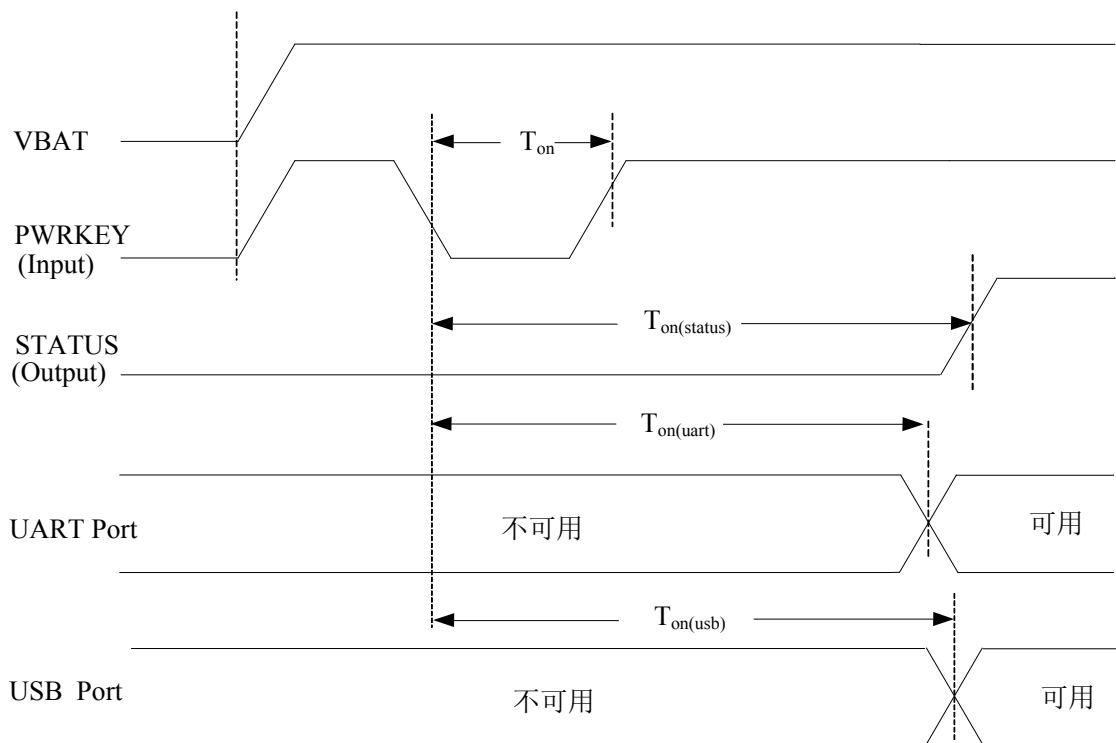 VBAT
Ton
PWRKEY
(Input)
Ton(status)
STATUS
(Output)
Ton(uart)
UART Port
不可用
可用
Ton(usb)
USB Port
不可用
可用